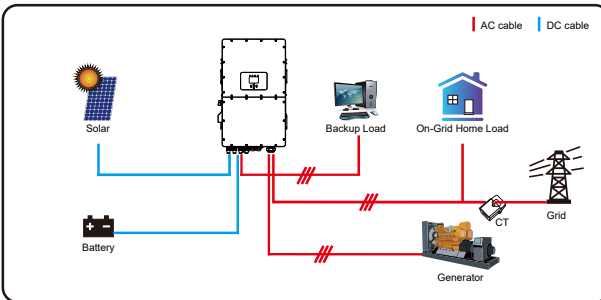 AC cable
DC cable
Solar
Backup Load
On-Grid Home Load
Battery
CT
Grid
Generator